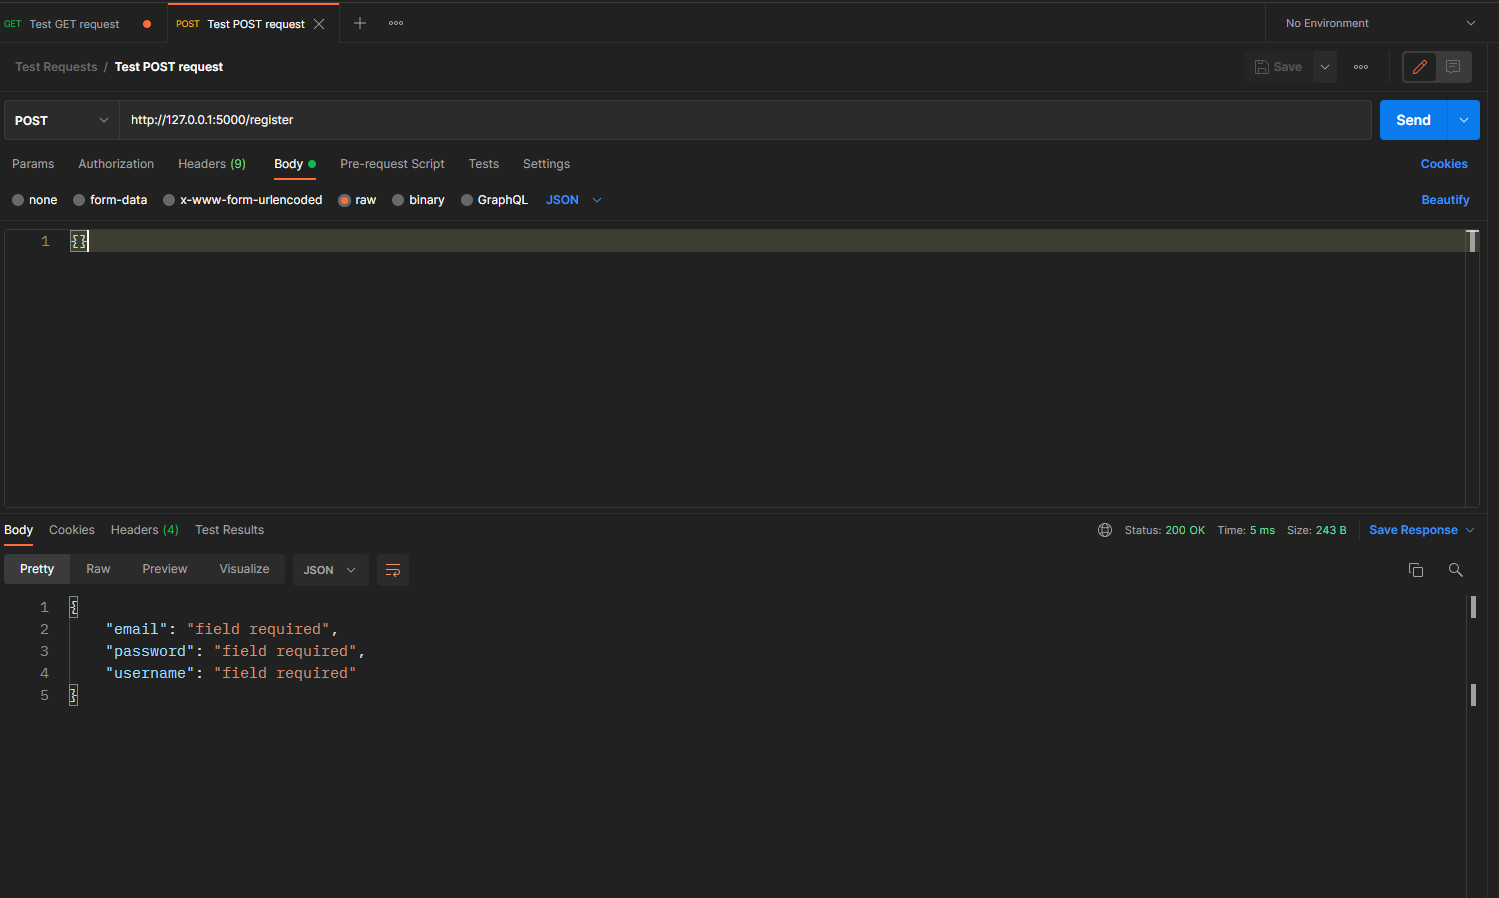 GET Test GET request POST Test POST request No Environment
Test Requests / Test POST request Save
POST http://127.0.0.1:5000/register Send
Params Authorization Headers (9) Body Pre-request Script Tests Settings Cookies
none form-data x-www-form-urlencoded raw binary GraphQL JSON Beautify
1 {}
Body Cookies Headers (4) Test Results Status: 200 OK Time: 5 ms Size: 243 B Save Response
Pretty Raw Preview Visualize JSON
1 {
2 "email": "field required",
3 "password": "field required",
4 "username": "field required"
5 }